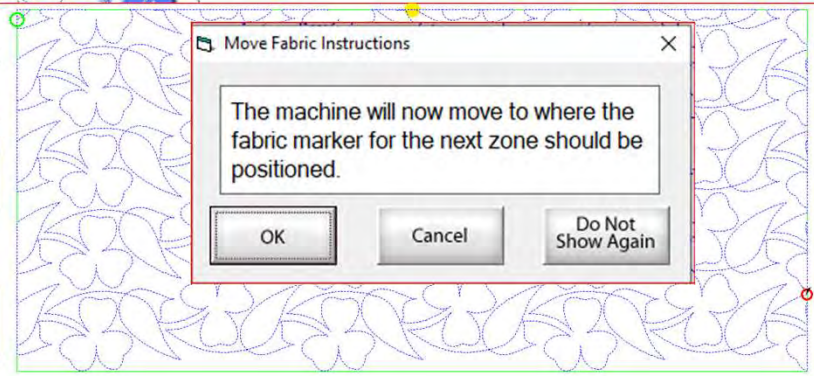 Move Fabric Instructions
The machine will now move to where the
fabric marker for the next zone should be
positioned.
OK
Cancel
Do Not
Show Again